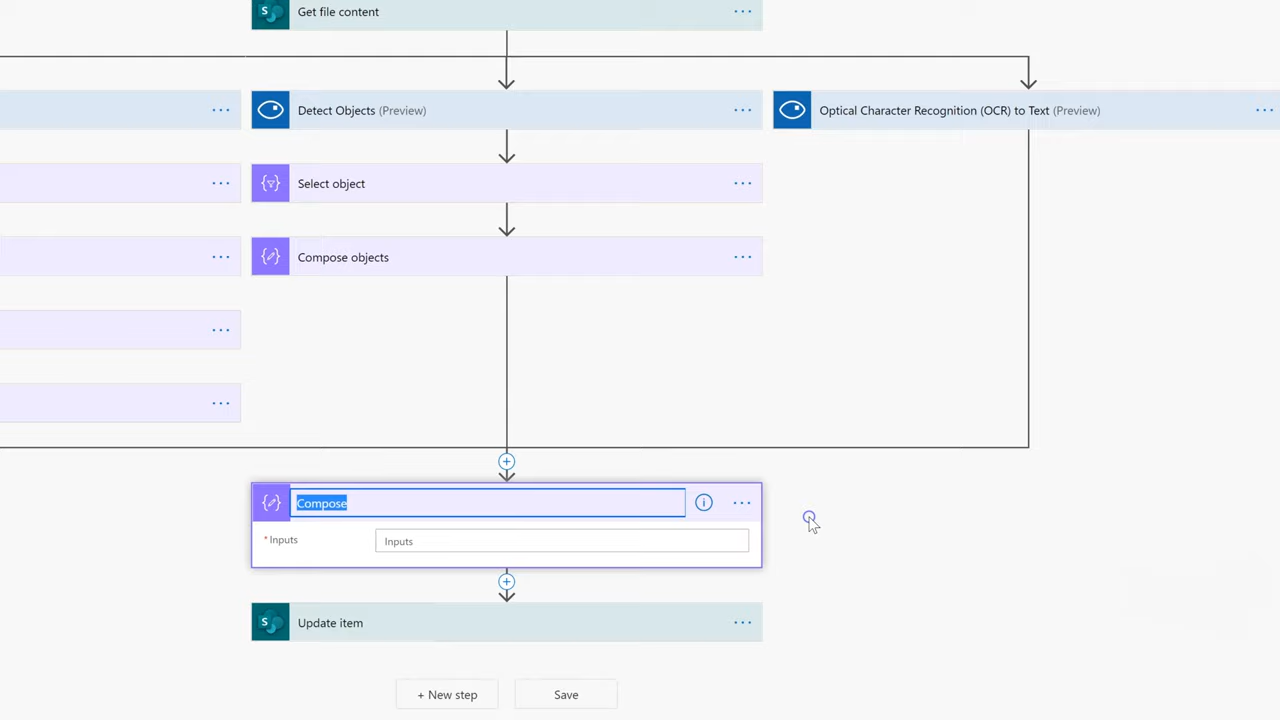 Get file content
Detect Objects (Preview)
Optical Character Recognition (OCR) to Text (Preview)
Select object
Compose objects
Compose
* Inputs
Inputs
Update item
+ New step
Save